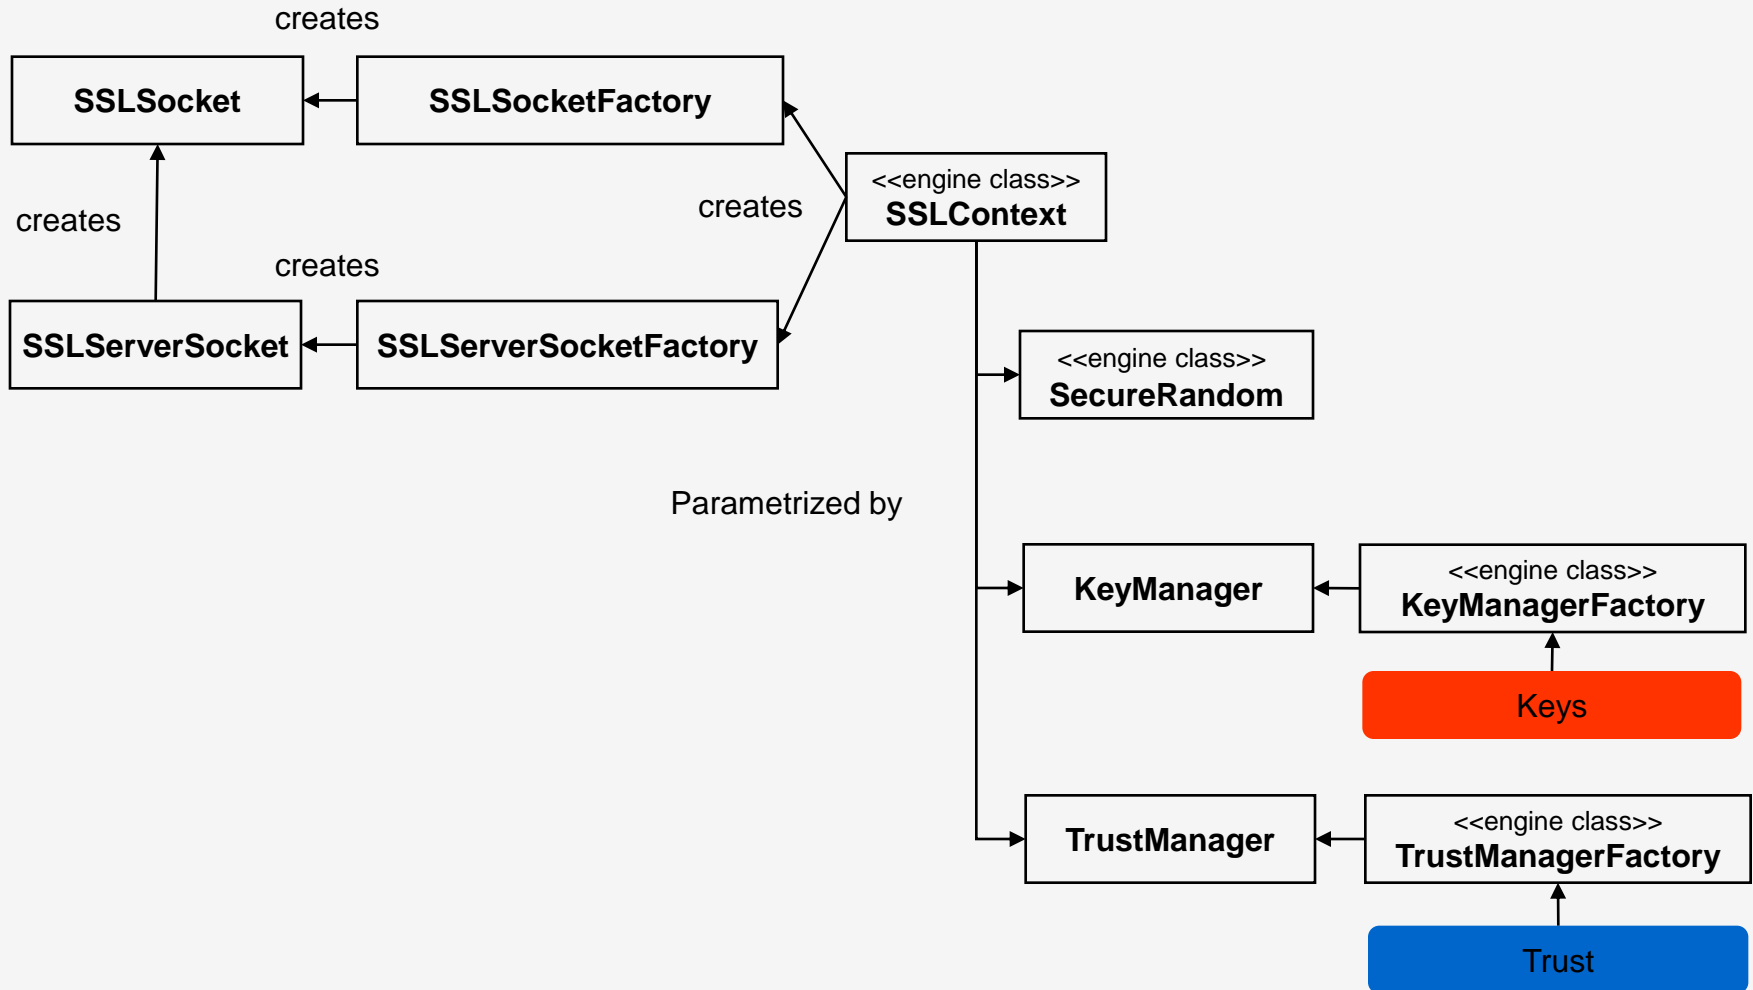 creates
SSLSocket
SSLSocketFactory
<<engine class>>
SSLContext
creates
creates
creates
SSLServerSocket
SSLServerSocketFactory
<<engine class>>
SecureRandom
Parametrized by
KeyManager
<<engine class>>
KeyManagerFactory
Keys
TrustManager
<<engine class>>
TrustManagerFactory
Trust